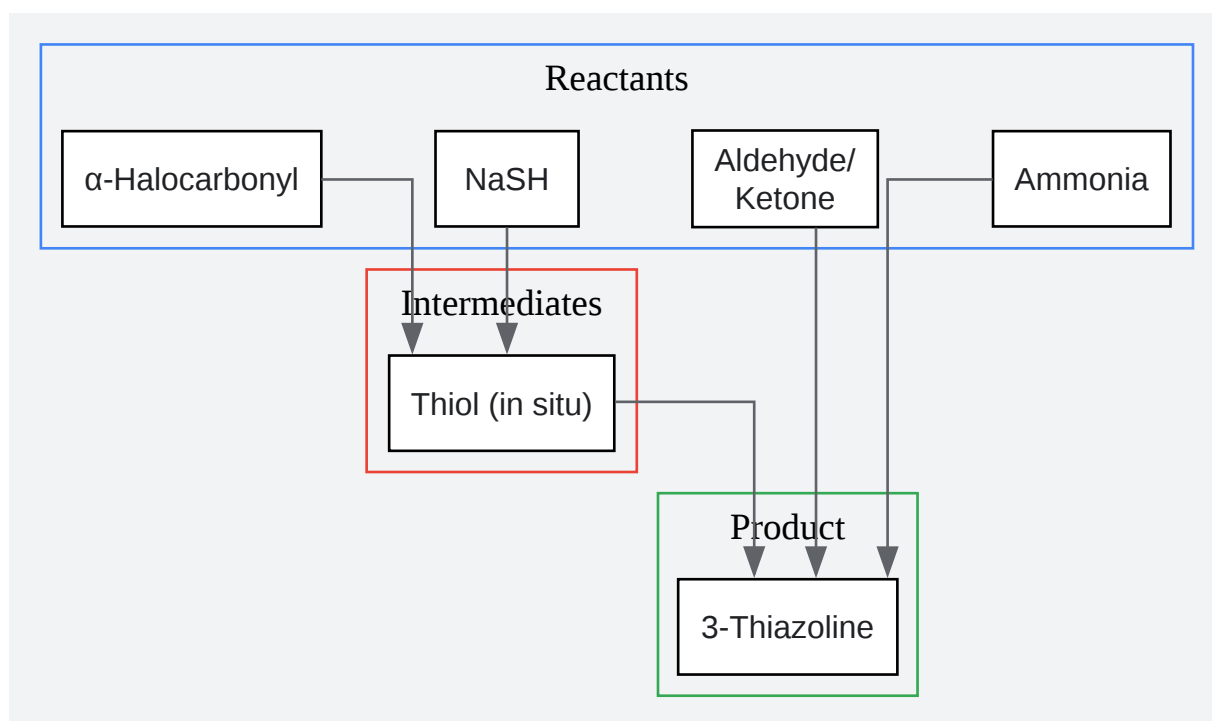 Reactants
α-Halocarbonyl
NaSH
Aldehyde/
Ketone
Ammonia
Intermediates
Thiol (in situ)
Product
3-Thiazoline